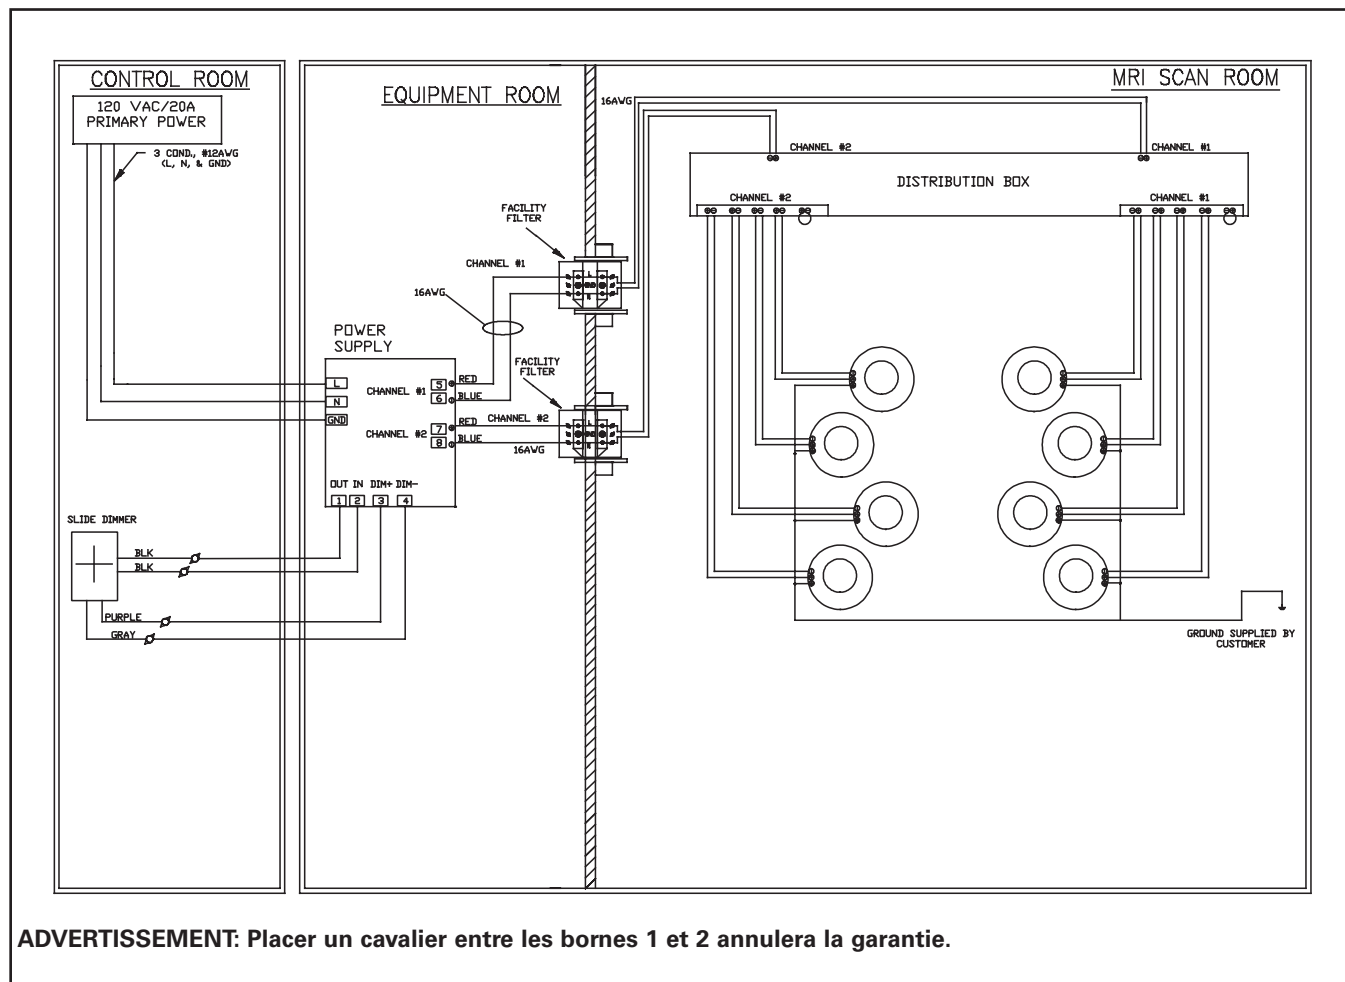 CONTROL ROOM
120 VAC/20A
PRIMARY POWER
3 COND., #12AWG
(L, N, & GND)
EQUIPMENT ROOM
MRI SCAN ROOM
16AWG
CHANNEL #2
CHANNEL #1
DISTRIBUTION BOX
CHANNEL #2
CHANNEL #1
FACILITY
FILTER
CHANNEL #1
L
GND
N
16AWG
POWER
SUPPLY
FACILITY
FILTER
L
N
GND
CHANNEL #1
5
RED
6
BLUE
CHANNEL #2
7
RED
8
BLUE
CHANNEL #2
16AWG
L
GND
N
OUT IN DIM+ DIM-
1 2 3 4
SLIDE DIMMER
BLK
BLK
PURPLE
GRAY
GROUND SUPPLIED BY
CUSTOMER
ADVERTISSEMENT: Placer un cavalier entre les bornes 1 et 2 annulera la garantie.